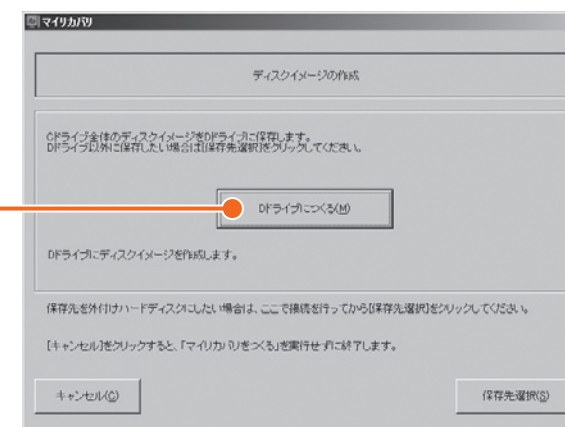 マイリカバリ
ディスクイメージの作成
Cドライブ全体のディスクイメージをDドライブに保存します。
Dドライブ以外に保存したい場合は[保存先選択]をクリックしてください。
Dドライブにつくる(M)
Dドライブにディスクイメージを作成します。
保存先を外付けハードディスクにしたい場合は、ここで接続を行ってから[保存先選択]をクリックしてください。
[キャンセル]をクリックすると、「マイリカバリをつくる」を実行せずに終了します。
キャンセル(C)
保存先選択(S)